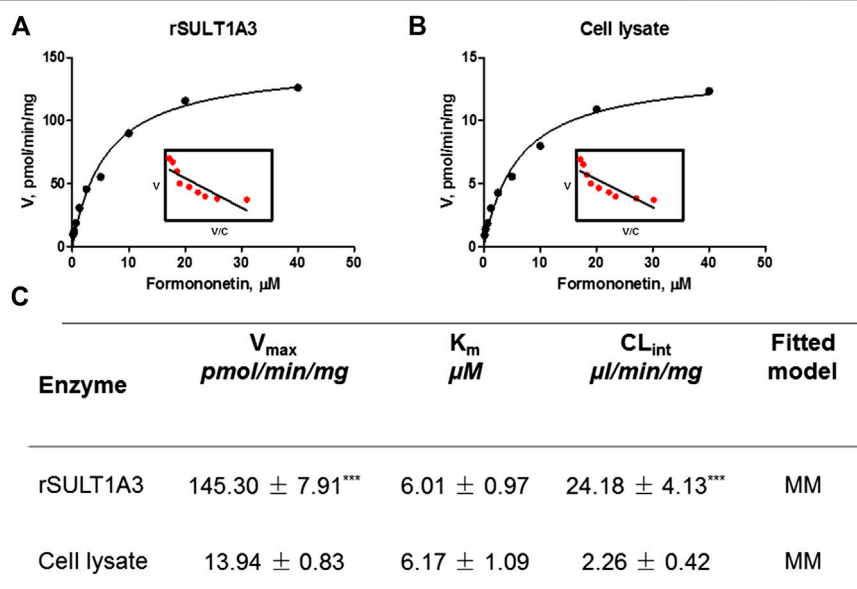 A
rSULT1A3
V, pmol/min/mg
150
100
50
0
V
V/C
0 10 20 30 40 50
Formononetin, μM
B
Cell lysate
V, pmol/min/mg
15
10
5
0
V
V/C
0 10 20 30 40 50
Formononetin, μM
C
Enzyme
Vmax
pmol/min/mg
Km
μM
CLint
μl/min/mg
Fitted
model
rSULT1A3 145.30 ± 7.91*** 6.01 ± 0.97 24.18 ± 4.13*** MM
Cell lysate 13.94 ± 0.83 6.17 ± 1.09 2.26 ± 0.42 MM